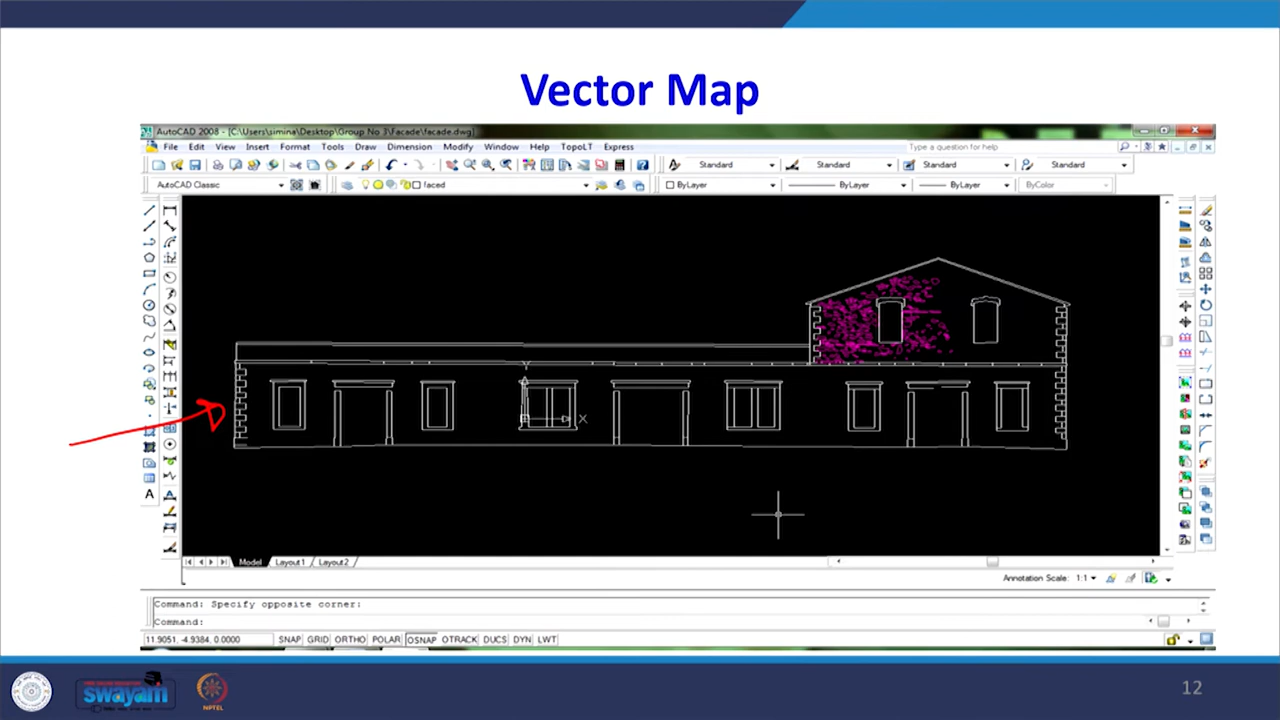 Vector Map
AutoCAD 2008 - [C:\Users\simina\Desktop\Group No 3\Facade\facade.dwg]
File Edit View Insert Format Tools Draw Dimension Modify Window Help Express TopoLT Express
Type a question for help
Standard Standard Standard Standard
AutoCAD Classic faced ByLayer ByLayer ByLayer ByColor
X
A
Model Layout1 Layout2
Annotation Scale: 1:1
Command: Specify opposite corner:
Command:
11.9051, -4.9384, 0.0000 SNAP GRID ORTHO POLAR OSNAP OTRACK DUCS DYN LWT
swayam
NPTEL
12